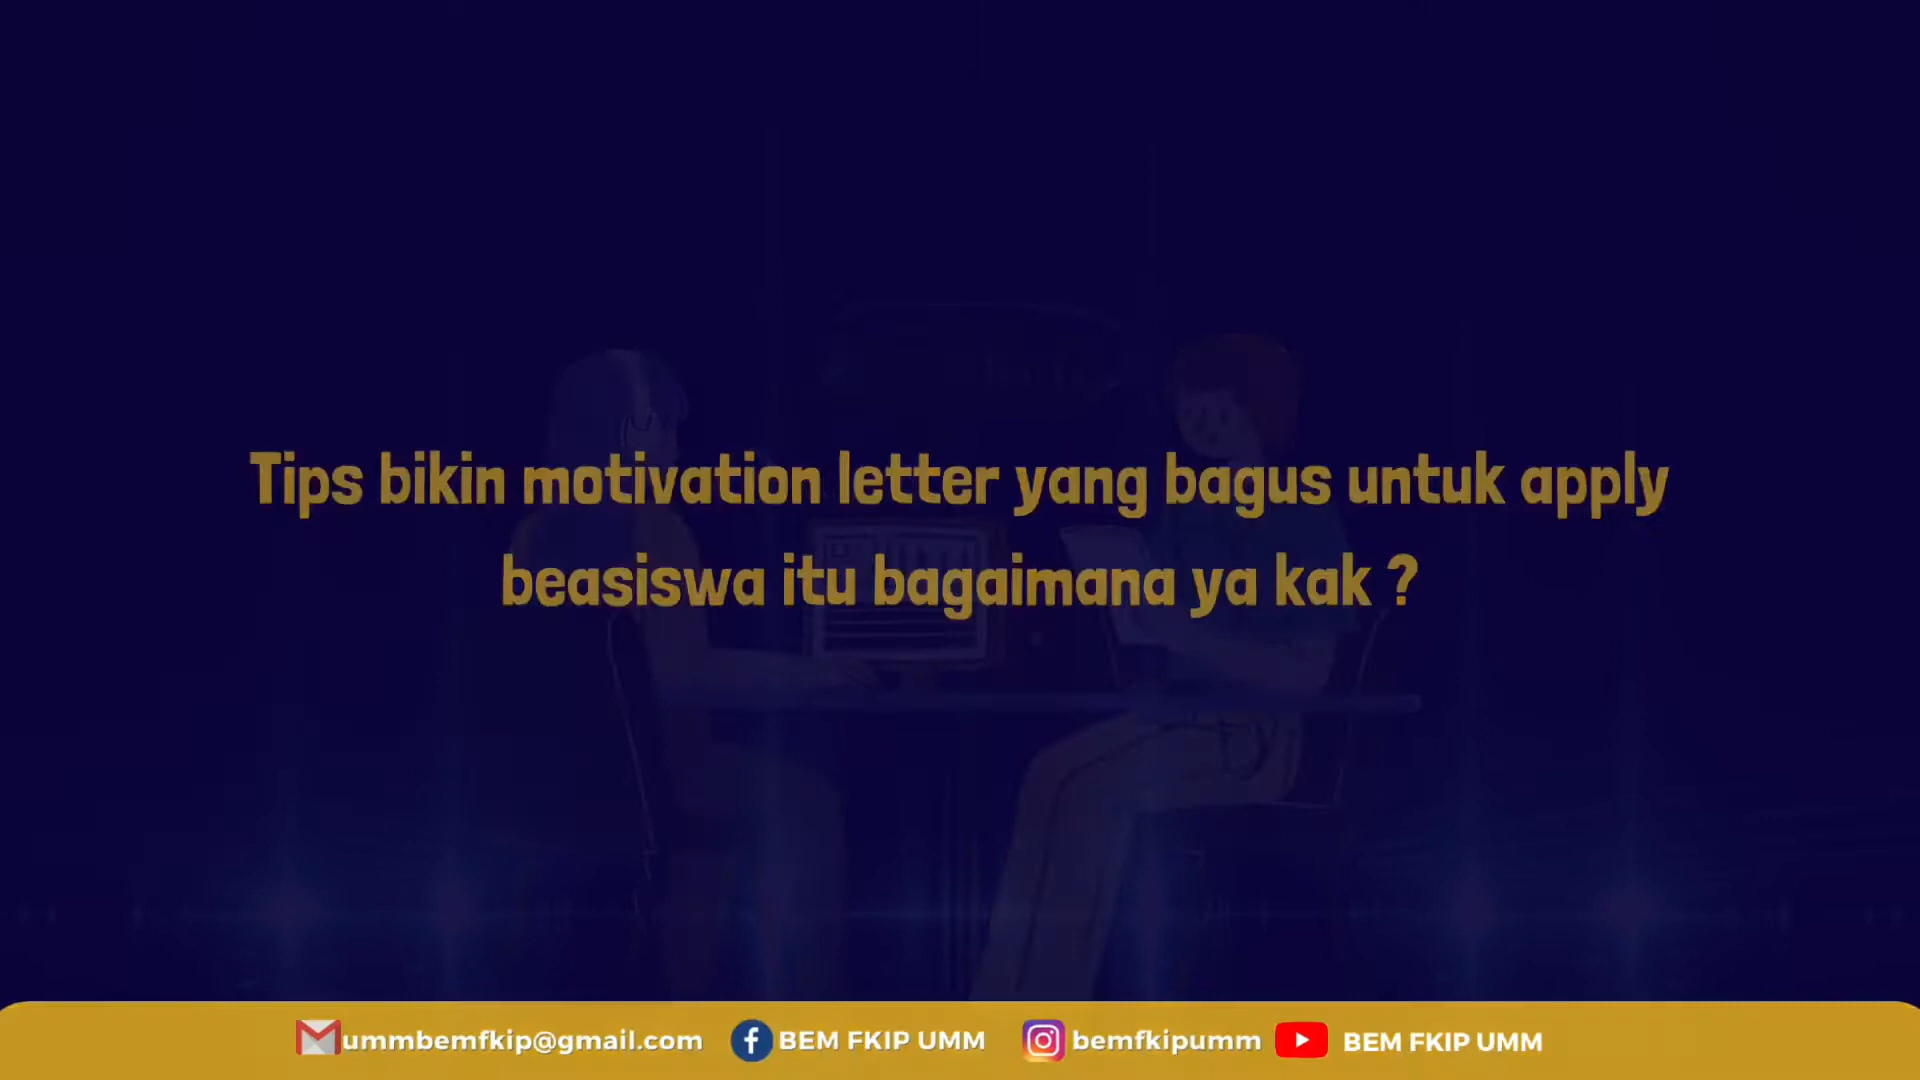 Tips bikin motivation letter yang bagus untuk apply
beasiswa itu bagaimana ya kak ?
ummbemfkip@gmail.com BEM FKIP UMM bemfkipumm BEM FKIP UMM